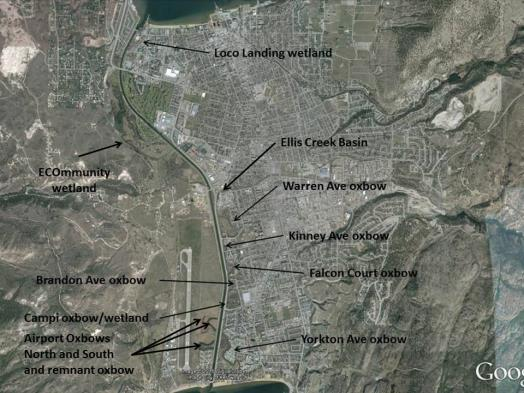 Loco Landing wetland
Ellis Creek Basin
ECOmmunity
wetland
Warren Ave oxbow
Kinney Ave oxbow
Falcon Court oxbow
Brandon Ave oxbow
Campi oxbow/wetland
Airport Oxbows
North and South
and remnant oxbow
Yorkton Ave oxbow
Goog